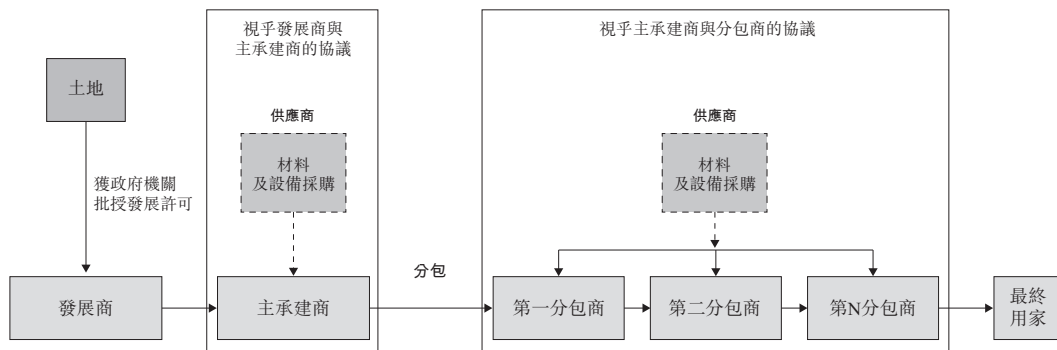 視乎發展商與
主承建商的協議
視乎主承建商與分包商的協議
土地
供應商
供應商
材料
及設備採購
材料
及設備採購
獲政府機關
批授發展許可
分包
發展商
主承建商
第一分包商
第二分包商
第N分包商
最終
用家